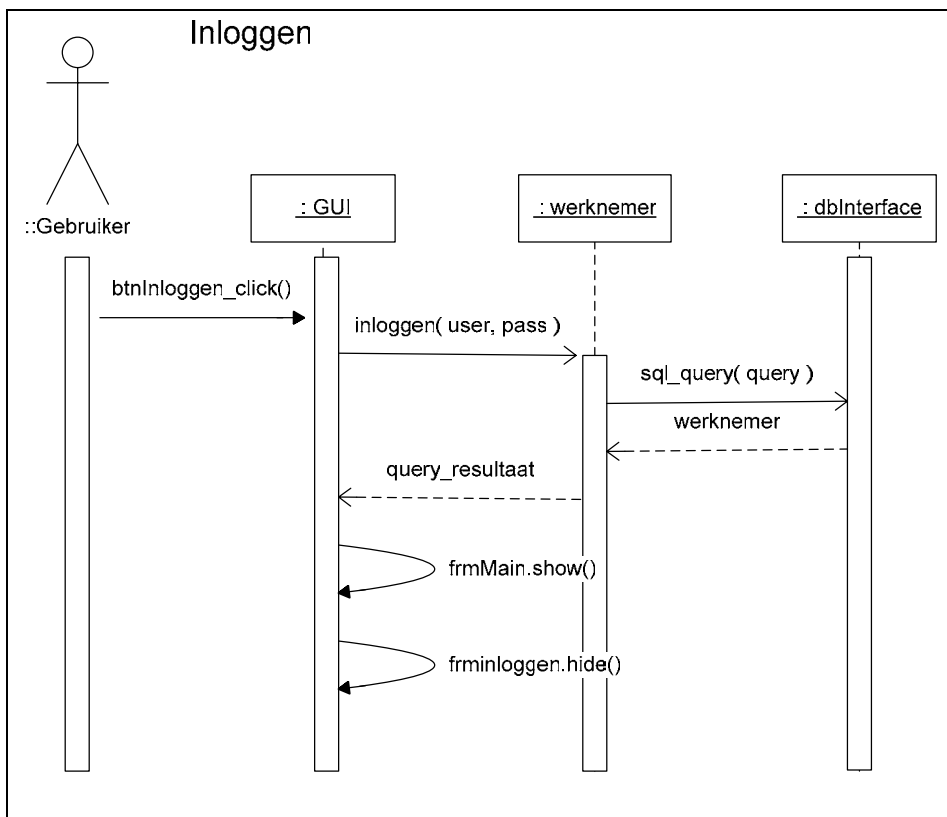 Inloggen
::Gebruiker
: GUI
: werknemer
: dbInterface
btnInloggen_click()
inloggen( user, pass )
sql_query( query )
werknemer
query_resultaat
frmMain.show()
frminloggen.hide()